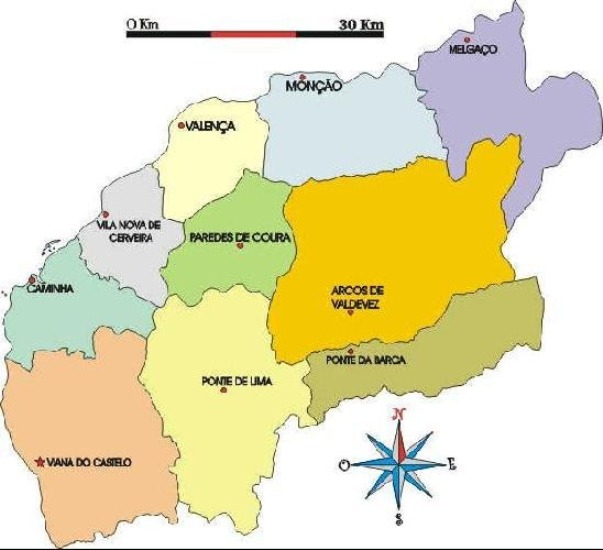 O Km 30 Km
MELGAÇO
MONÇÃO
VALENÇA
VILA NOVA DE
CERVEIRA
PAREDES DE COURA
CAMINHA
ARCOS DE
VALDEVEZ
PONTE DA BARCA
PONTE DE LIMA
VIANA DO CASTELO
N
O E
S